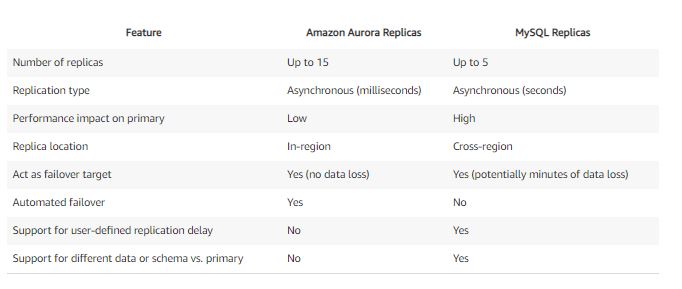 Feature Amazon Aurora Replicas MySQL Replicas
Number of replicas Up to 15 Up to 5
Replication type Asynchronous (milliseconds) Asynchronous (seconds)
Performance impact on primary Low High
Replica location In-region Cross-region
Act as failover target Yes (no data loss) Yes (potentially minutes of data loss)
Automated failover Yes No
Support for user-defined replication delay No Yes
Support for different data or schema vs. primary No Yes